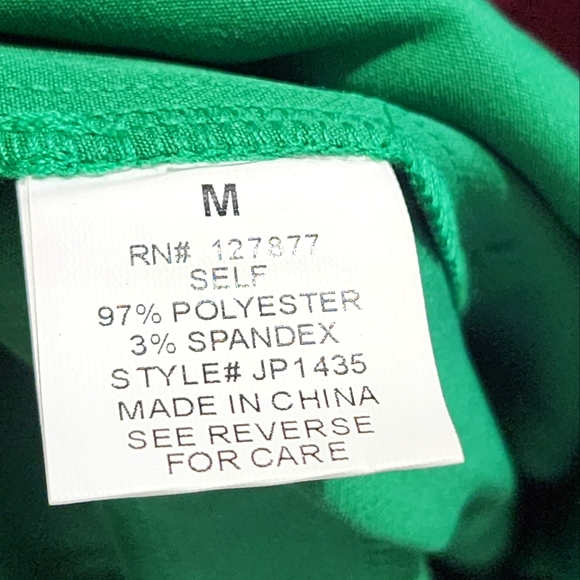 M
RN# 127877
SELF
97% POLYESTER
3% SPANDEX
STYLE# JP1435
MADE IN CHINA
SEE REVERSE
FOR CARE